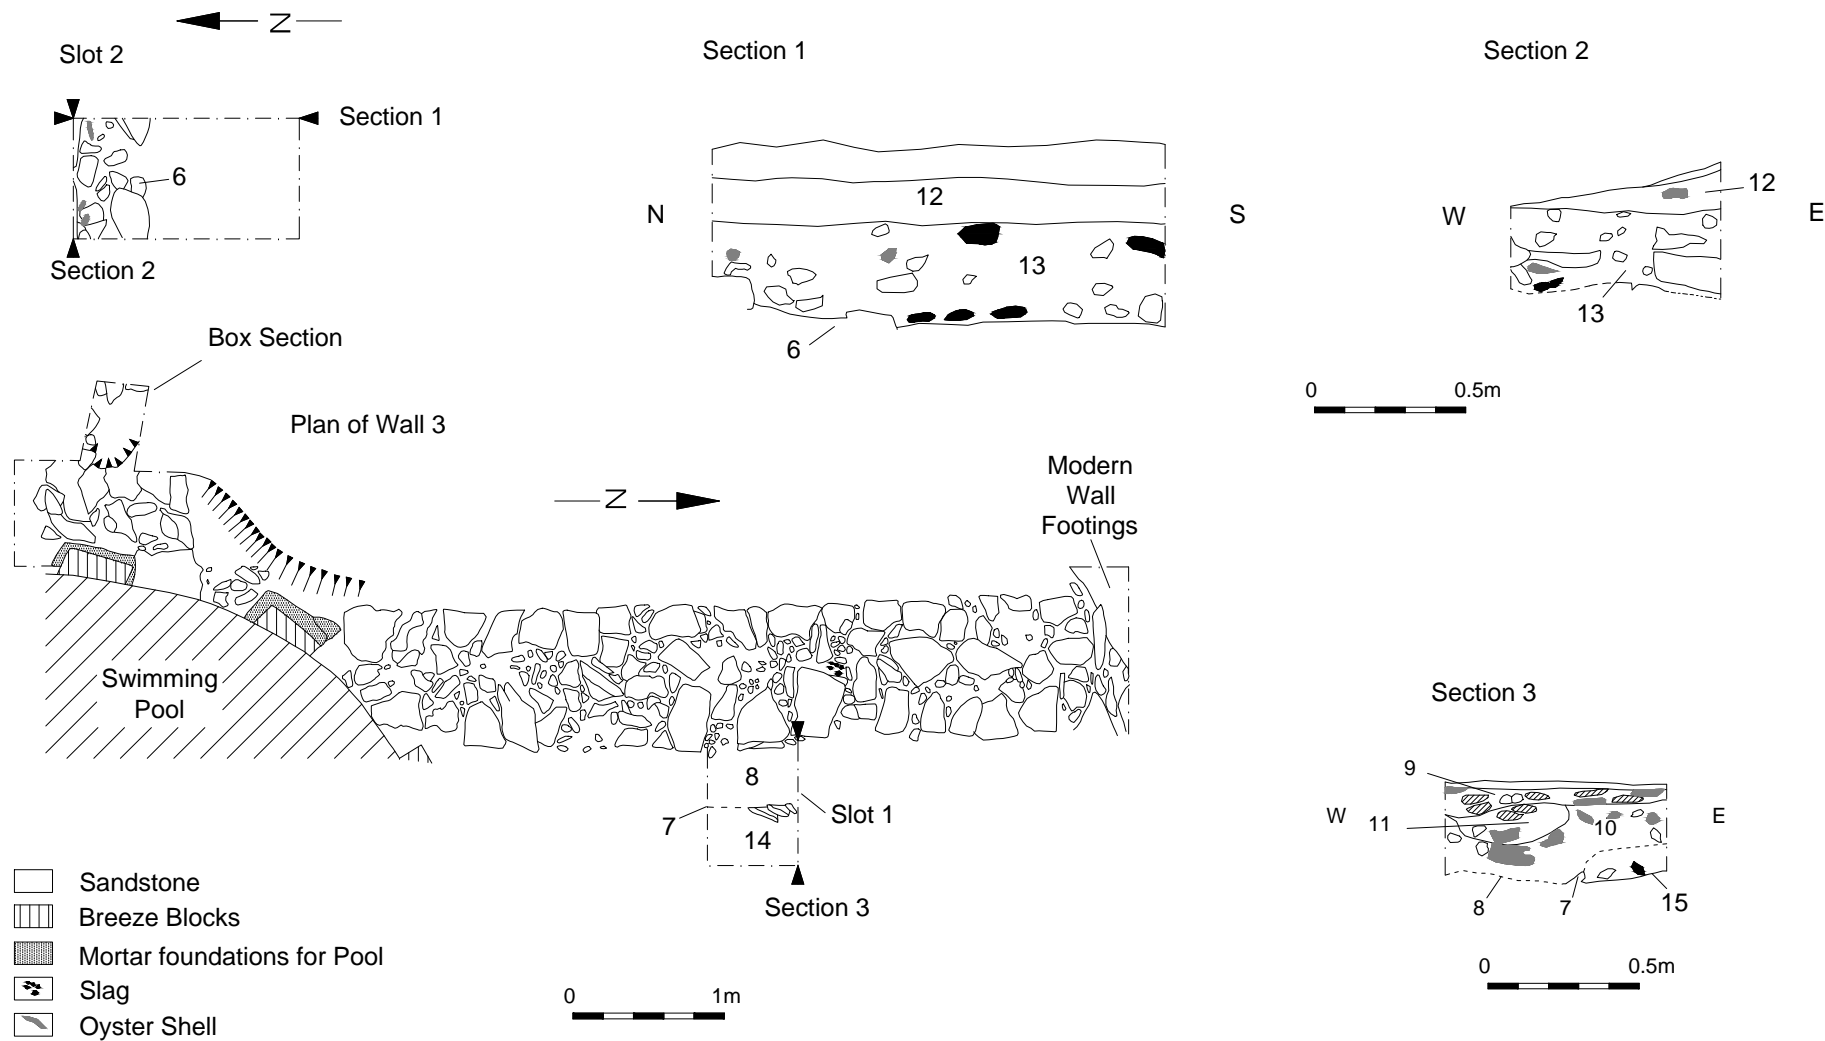 N
Slot 2
Section 1
6
Section 2
Section 1
N
12
13
6
S
Section 2
W
12
13
E
0 0.5m
Box Section
Plan of Wall 3
N
Modern
Wall
Footings
Swimming
Pool
8
7
14
Slot 1
Section 3
Section 3
9
W
11
10
E
8
7
15
0 0.5m
Sandstone
Breeze Blocks
Mortar foundations for Pool
Slag
Oyster Shell
0 1m